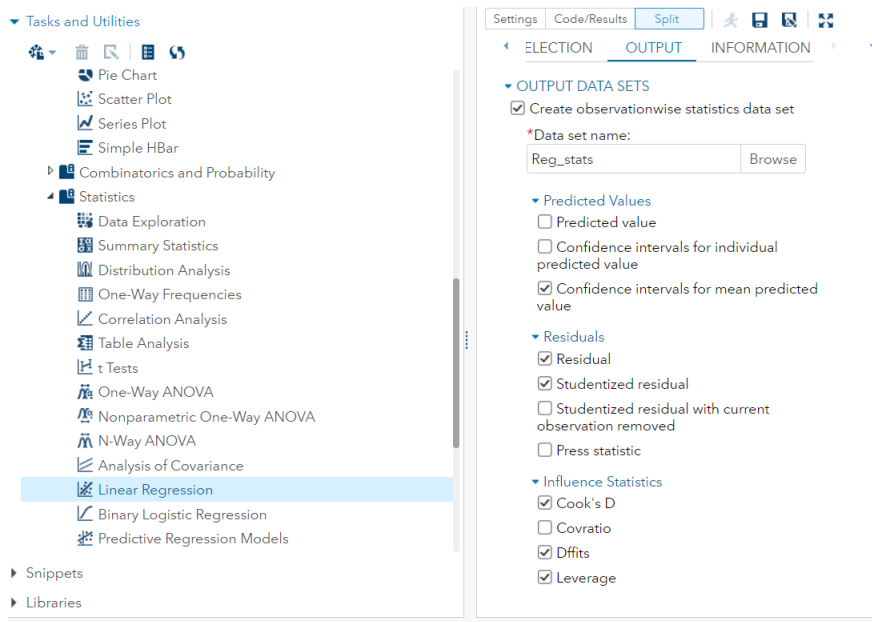 Tasks and Utilities
Pie Chart
Scatter Plot
Series Plot
Simple HBar
Combinatorics and Probability
Statistics
Data Exploration
Summary Statistics
Distribution Analysis
One-Way Frequencies
Correlation Analysis
Table Analysis
t Tests
One-Way ANOVA
Nonparametric One-Way ANOVA
N-Way ANOVA
Analysis of Covariance
Linear Regression
Binary Logistic Regression
Predictive Regression Models
Snippets
Libraries
Settings Code/Results Split
ELECTION OUTPUT INFORMATION
OUTPUT DATA SETS
Create observationwise statistics data set
*Data set name:
Reg_stats Browse
Predicted Values
Predicted value
Confidence intervals for individual
predicted value
Confidence intervals for mean predicted
value
Residuals
Residual
Studentized residual
Studentized residual with current
observation removed
Press statistic
Influence Statistics
Cook's D
Covratio
Dffits
Leverage